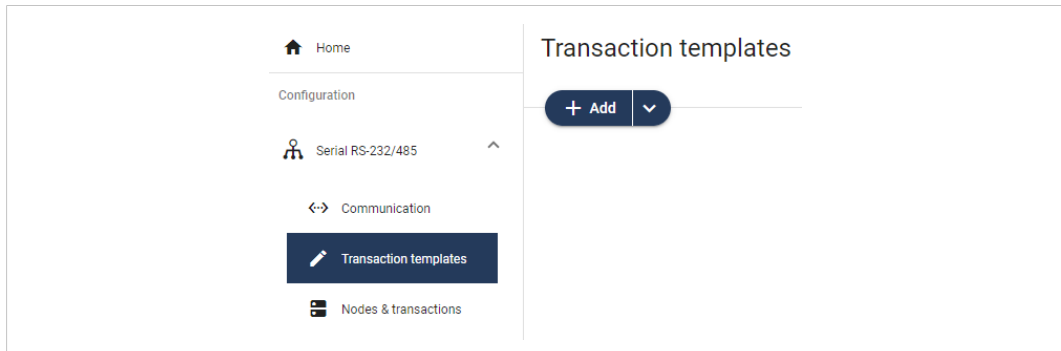 Home
Configuration
Serial RS-232/485
Communication
Transaction templates
Nodes & transactions
Transaction templates
+ Add